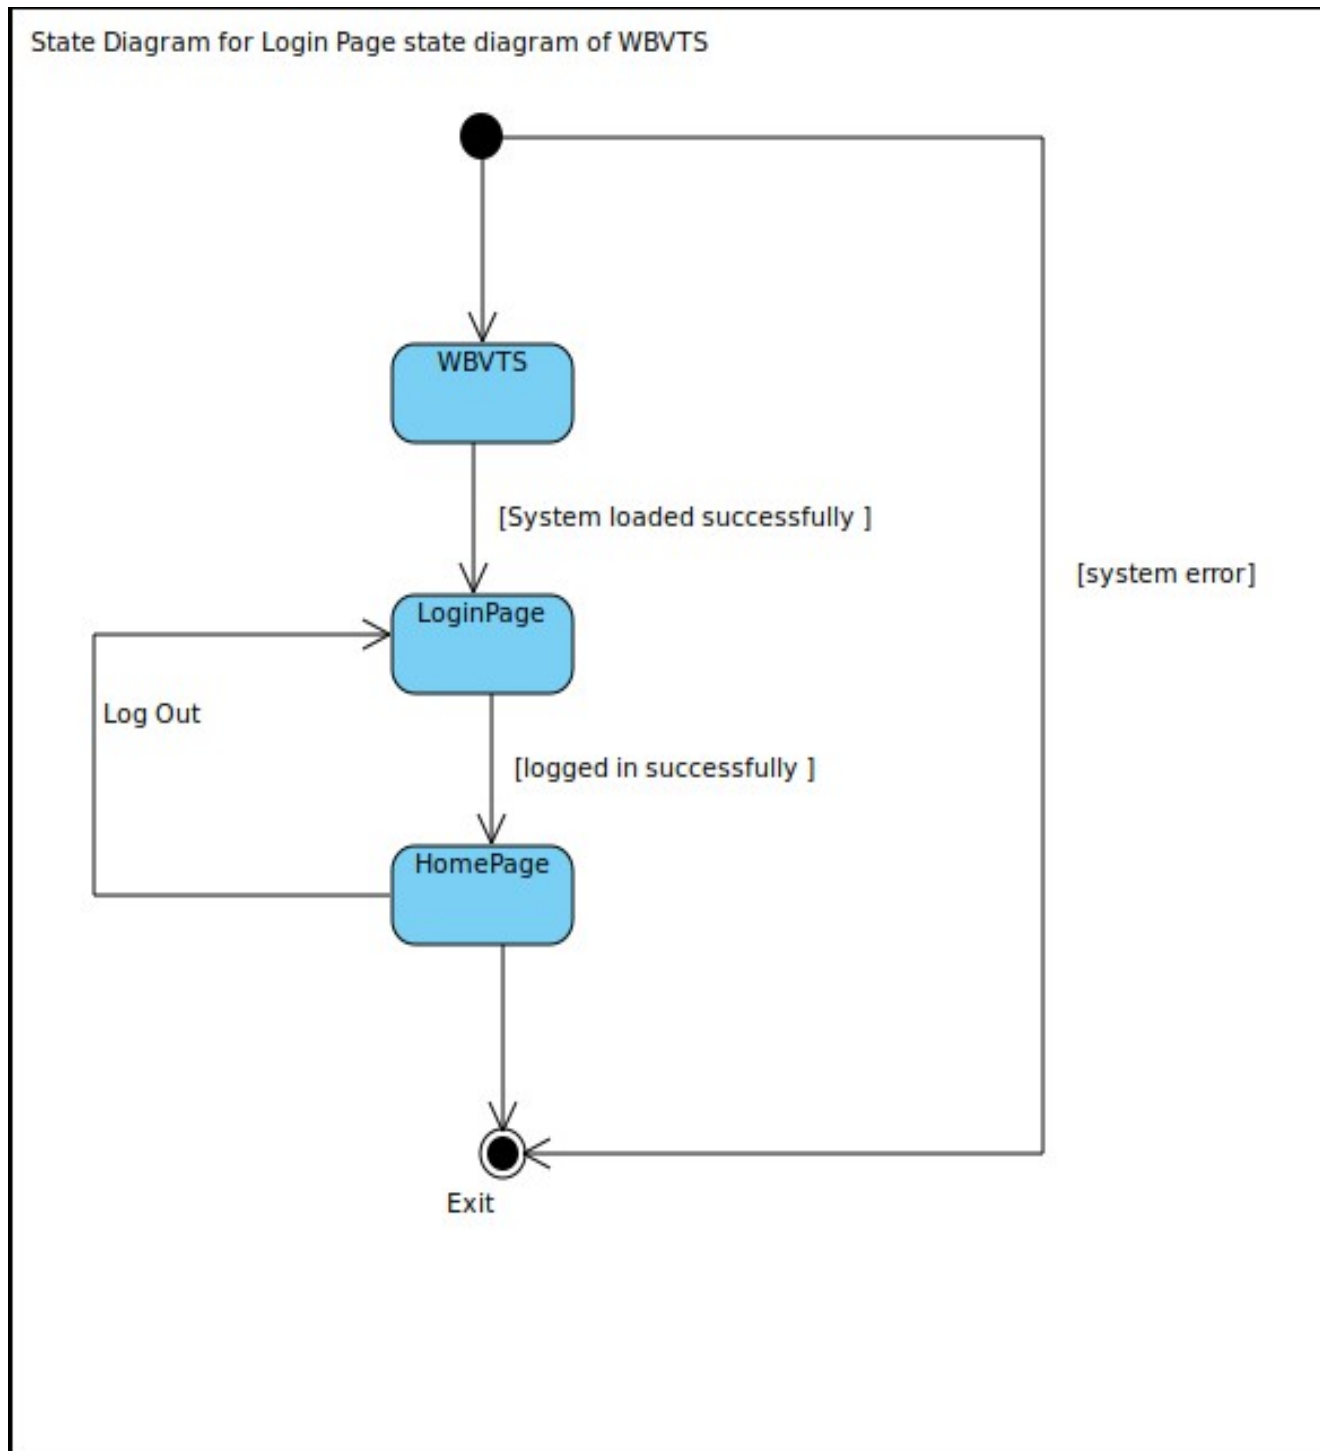 State Diagram for Login Page state diagram of WBVTS
WBVTS
[System loaded successfully ]
[system error]
LoginPage
Log Out
[logged in successfully ]
HomePage
Exit